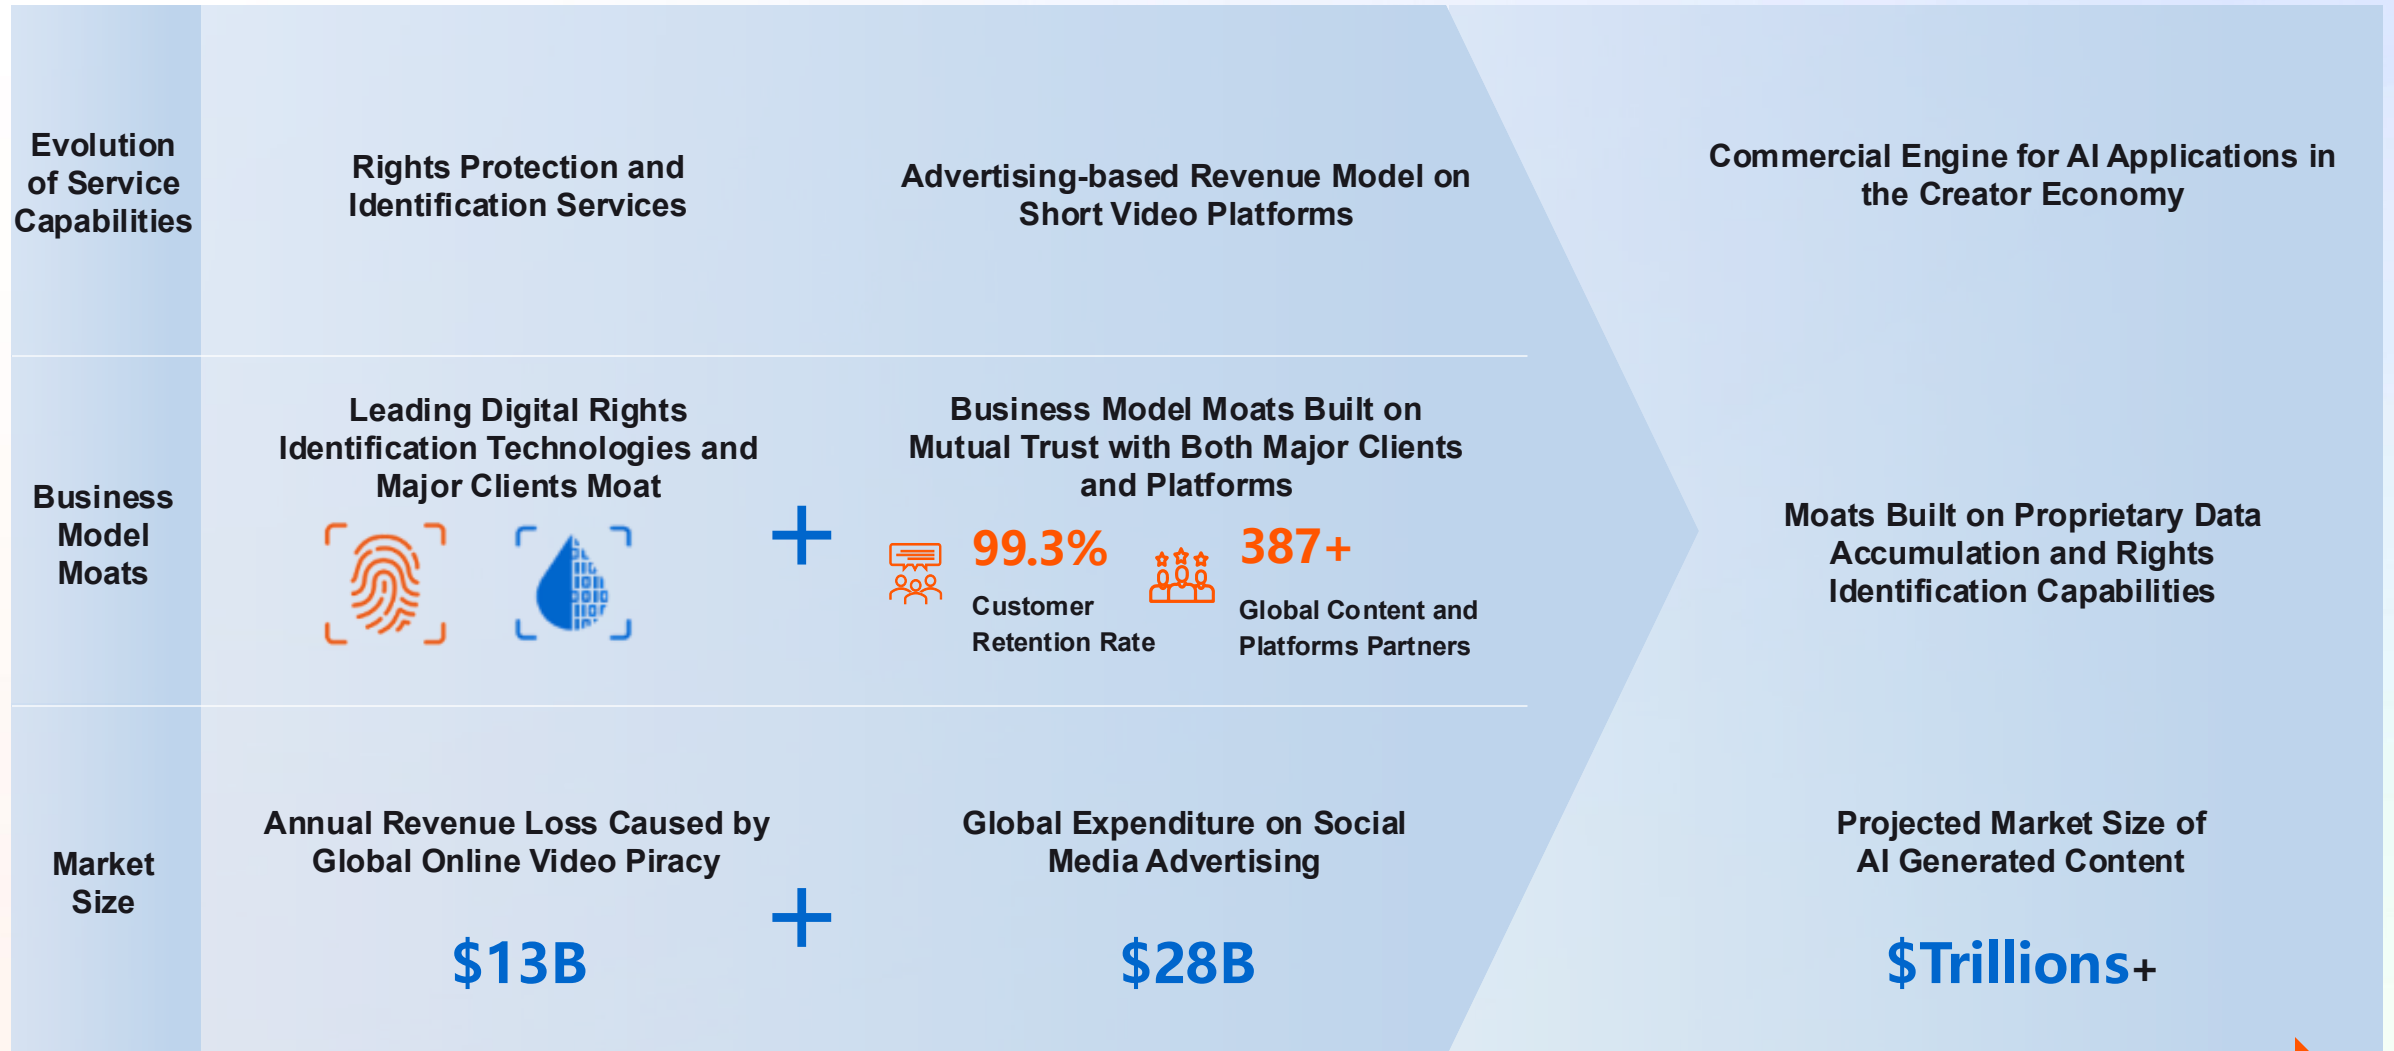 Evolution
of Service
Capabilities
Rights Protection and
Identification Services
Advertising-based Revenue Model on
Short Video Platforms
Commercial Engine for AI Applications in
the Creator Economy
Business
Model
Moats
Leading Digital Rights
Identification Technologies and
Major Clients Moat
+
Business Model Moats Built on
Mutual Trust with Both Major Clients
and Platforms
99.3%
Customer
Retention Rate
387+
Global Content and
Platforms Partners
Moats Built on Proprietary Data
Accumulation and Rights
Identification Capabilities
Market
Size
Annual Revenue Loss Caused by
Global Online Video Piracy
$13B
+
Global Expenditure on Social
Media Advertising
$28B
Projected Market Size of
AI Generated Content
$Trillions+